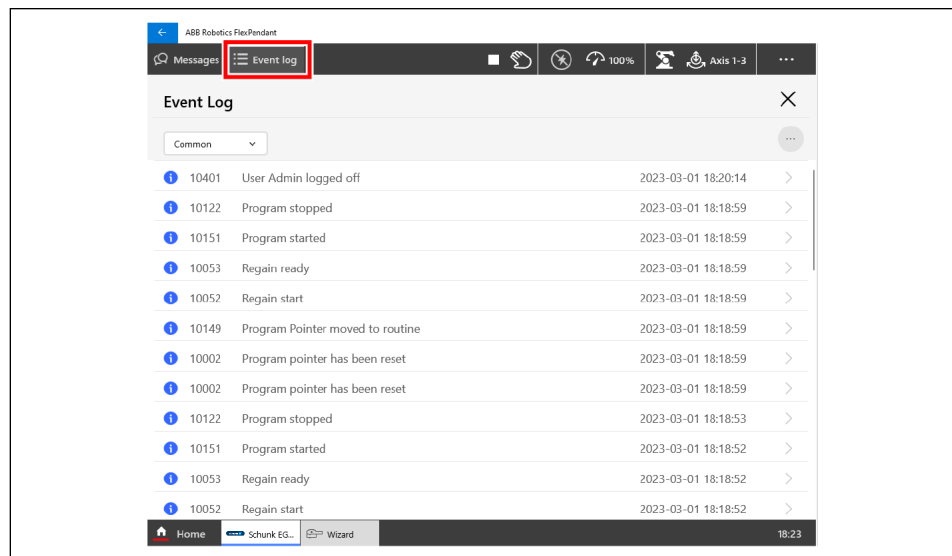 ABB Robotics FlexPendant
Messages Event log 100% Axis 1-3 ...
Event Log
Common ...
10401 User Admin logged off 2023-03-01 18:20:14
10122 Program stopped 2023-03-01 18:18:59
10151 Program started 2023-03-01 18:18:59
10053 Regain ready 2023-03-01 18:18:59
10052 Regain start 2023-03-01 18:18:59
10149 Program Pointer moved to routine 2023-03-01 18:18:59
10002 Program pointer has been reset 2023-03-01 18:18:59
10002 Program pointer has been reset 2023-03-01 18:18:59
10122 Program stopped 2023-03-01 18:18:53
10151 Program started 2023-03-01 18:18:52
10053 Regain ready 2023-03-01 18:18:52
10052 Regain start 2023-03-01 18:18:52
Home Schunk EG... Wizard 18:23